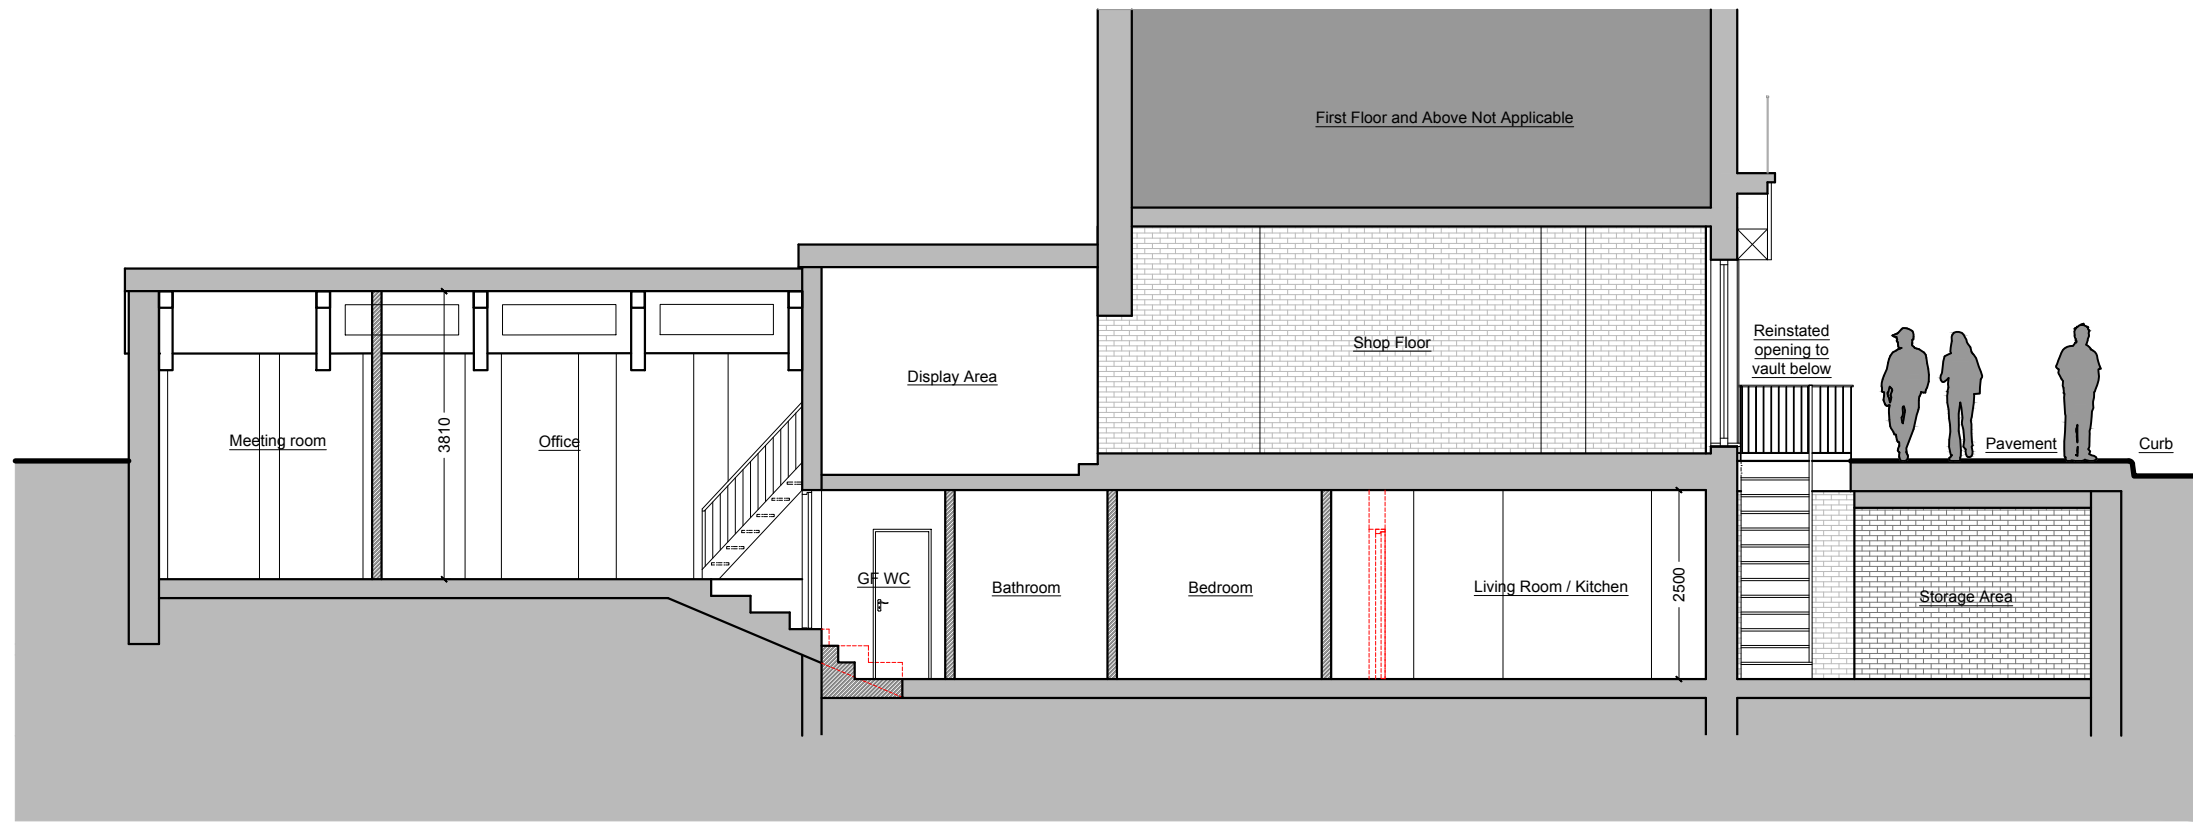 First Floor and Above Not Applicable
Reinstated
opening to
vault below
Shop Floor
Display Area
Meeting room
3810
Office
Pavement
Curb
GF WC
Bathroom
Bedroom
Living Room / Kitchen
2500
Storage Area